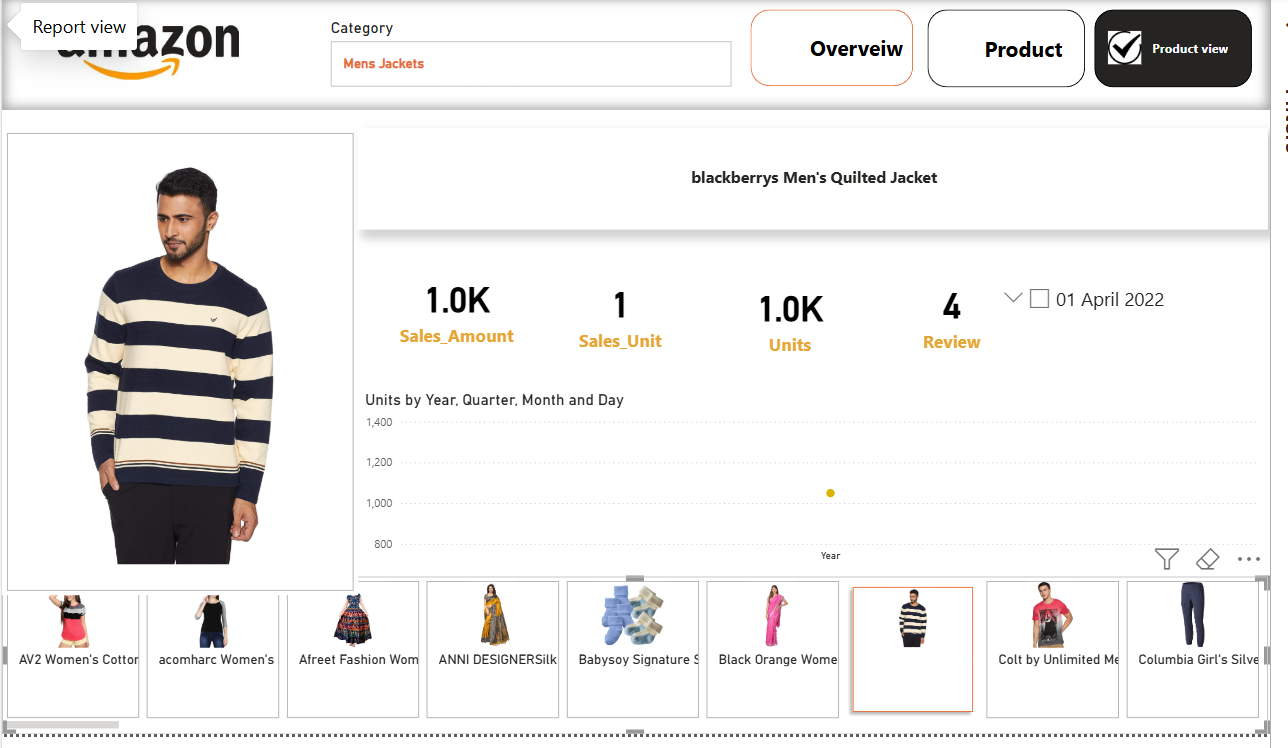 Report view
amazon
Category
Mens Jackets
Overveiw
Product
Product view
blackberrys Men's Quilted Jacket
1.0K
Sales_Amount
1
Sales_Unit
1.0K
Units
4
Review
01 April 2022
Units by Year, Quarter, Month and Day
1,400
1,200
1,000
800
Year
AV2 Women's Cotton
acomharc Women's
Afreet Fashion Wom
ANNI DESIGNERSilk
Babysoy Signature S
Black Orange Wome
Colt by Unlimited Me
Columbia Girl's Silve